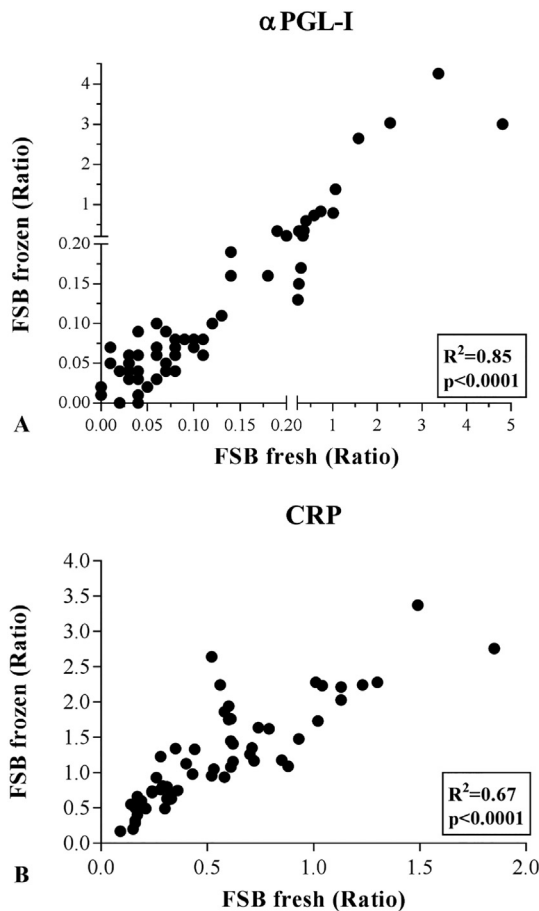 α PGL-I
FSB frozen (Ratio)
4
3
2
1
0.20
0.15
0.10
0.05
0.00
R²=0.85
p<0.0001
0.00 0.05 0.10 0.15 0.20 1 2 3 4 5
A
FSB fresh (Ratio)
CRP
FSB frozen (Ratio)
4.0
3.5
3.0
2.5
2.0
1.5
1.0
0.5
0.0
R²=0.67
p<0.0001
0.0 0.5 1.0 1.5 2.0
B
FSB fresh (Ratio)